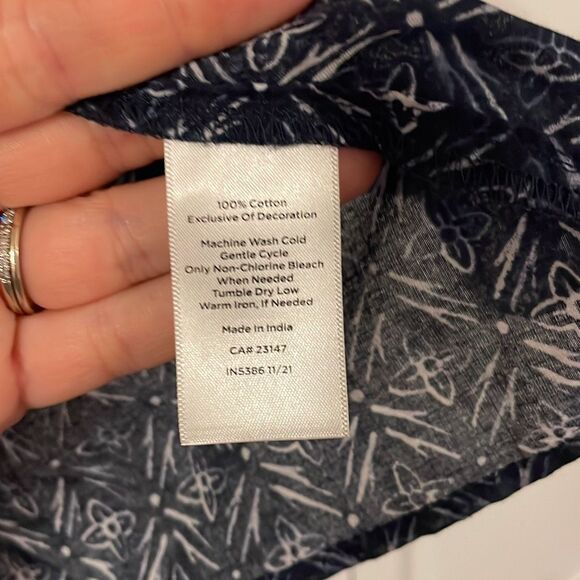 100% Cotton
Exclusive Of Decoration
Machine Wash Cold
Gentle Cycle
Only Non-Chlorine Bleach
When Needed
Tumble Dry Low
Warm Iron, If Needed
Made In India
CA# 23147
IN5386 11/21